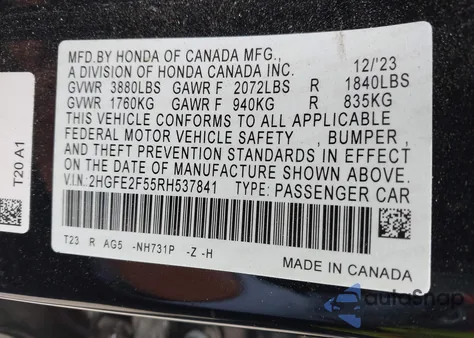 MFD.BY HONDA OF CANADA MFG.,
A DIVISION OF HONDA CANADA INC. 12/'23
GVWR 3880LBS GAWR F 2072LBS R 1840LBS
GVWR 1760KG GAWR F 940KG R 835KG
THIS VEHICLE CONFORMS TO ALL APPLICABLE
FEDERAL MOTOR VEHICLE SAFETY , BUMPER ,
AND THEFT PREVENTION STANDARDS IN EFFECT
ON THE DATE OF MANUFACTURE SHOWN ABOVE.
V.I.N: 2HGFE2F55RH537841 TYPE: PASSENGER CAR
T23 R AG5 -NH731P -Z -H
MADE IN CANADA
T20 A1
autoSnap